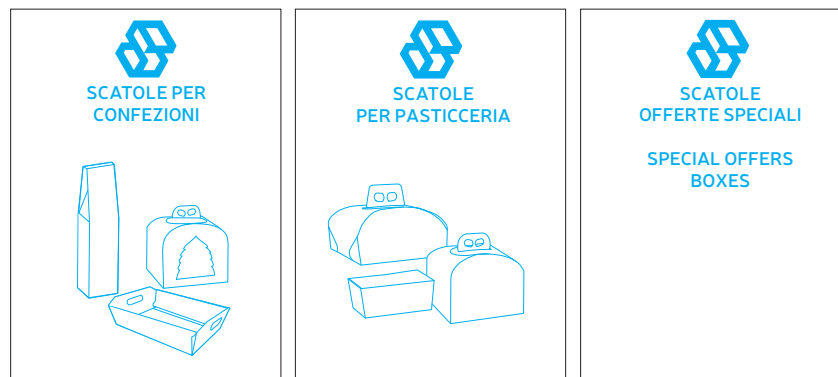 SCATOLE PER
CONFEZIONI
SCATOLE
PER PASTICCERIA
SCATOLE
OFFERTE SPECIALI
SPECIAL OFFERS
BOXES